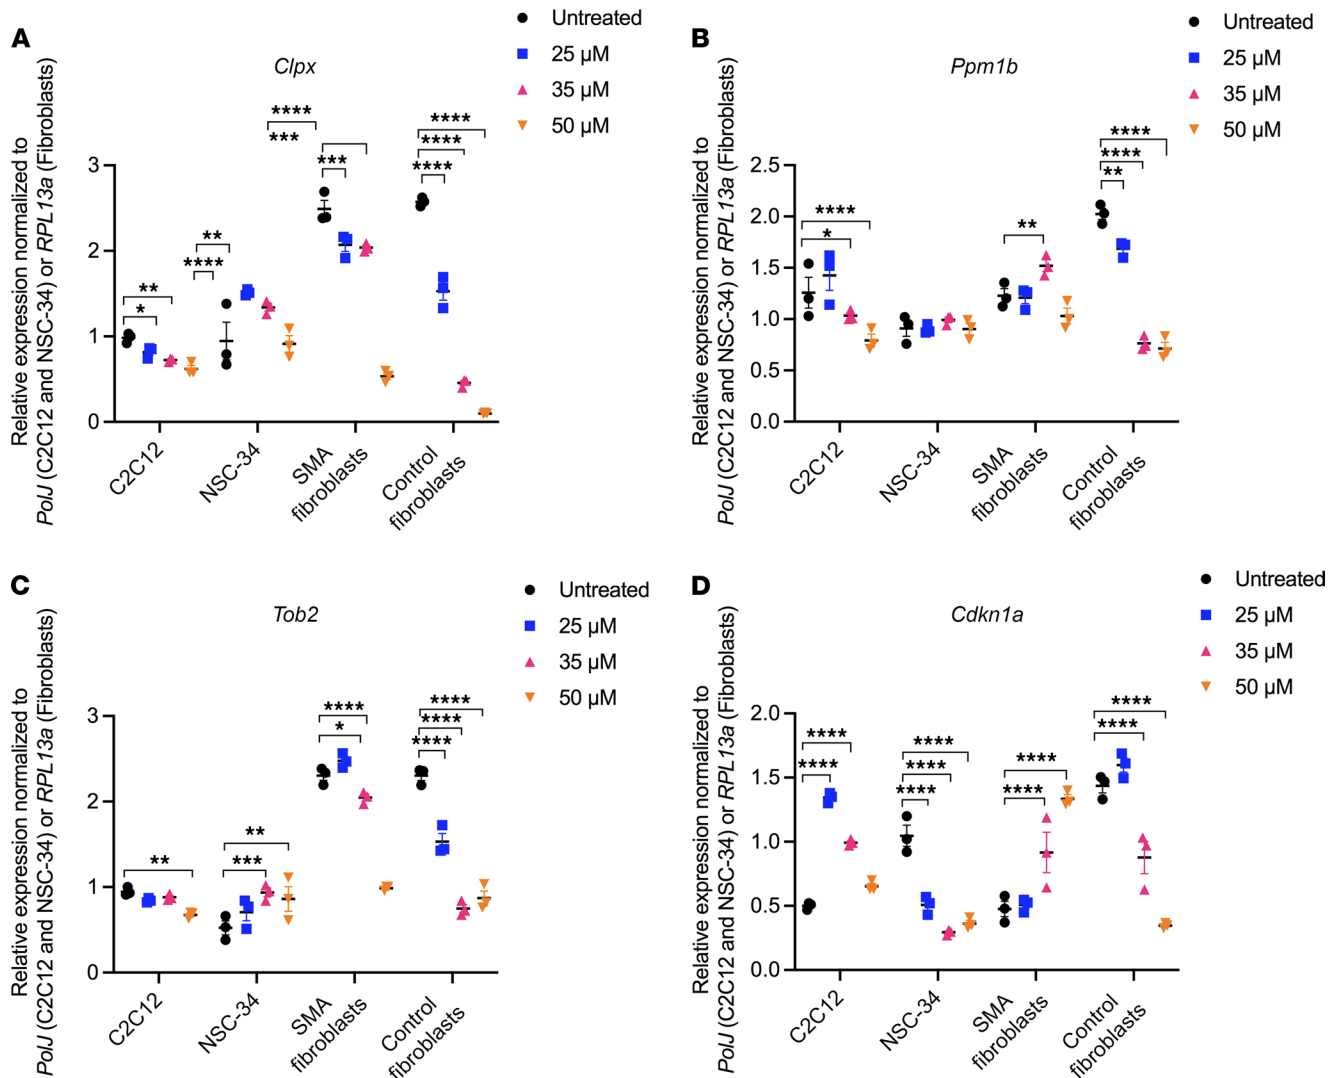 A
Clpx
Untreated
25 µM
35 µM
50 µM
Relative expression normalized to
PolJ (C2C12 and NSC-34) or RPL13a (Fibroblasts)
3
2
1
0
* ** **** ** *** **** *** **** **** ****
C2C12
NSC-34
SMA
fibroblasts
Control
fibroblasts
B
Ppm1b
Untreated
25 µM
35 µM
50 µM
Relative expression normalized to
PolJ (C2C12 and NSC-34) or RPL13a (Fibroblasts)
2.5
2.0
1.5
1.0
0.5
0.0
* **** ** ** **** ****
C2C12
NSC-34
SMA
fibroblasts
Control
fibroblasts
C
Tob2
Untreated
25 µM
35 µM
50 µM
Relative expression normalized to
PolJ (C2C12 and NSC-34) or RPL13a (Fibroblasts)
3
2
1
0
** *** ** * **** **** **** ****
C2C12
NSC-34
SMA
fibroblasts
Control
fibroblasts
D
Cdkn1a
Untreated
25 µM
35 µM
50 µM
Relative expression normalized to
PolJ (C2C12 and NSC-34) or RPL13a (Fibroblasts)
2.0
1.5
1.0
0.5
0.0
**** **** **** **** **** **** **** **** ****
C2C12
NSC-34
SMA
fibroblasts
Control
fibroblasts